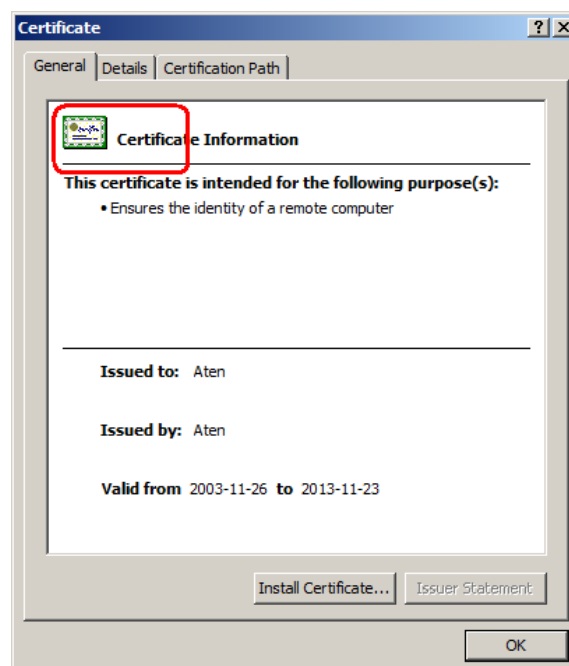 Certificate
General Details Certification Path
Certificate Information
This certificate is intended for the following purpose(s):
• Ensures the identity of a remote computer
Issued to: Aten
Issued by: Aten
Valid from 2003-11-26 to 2013-11-23
Install Certificate... Issuer Statement
OK